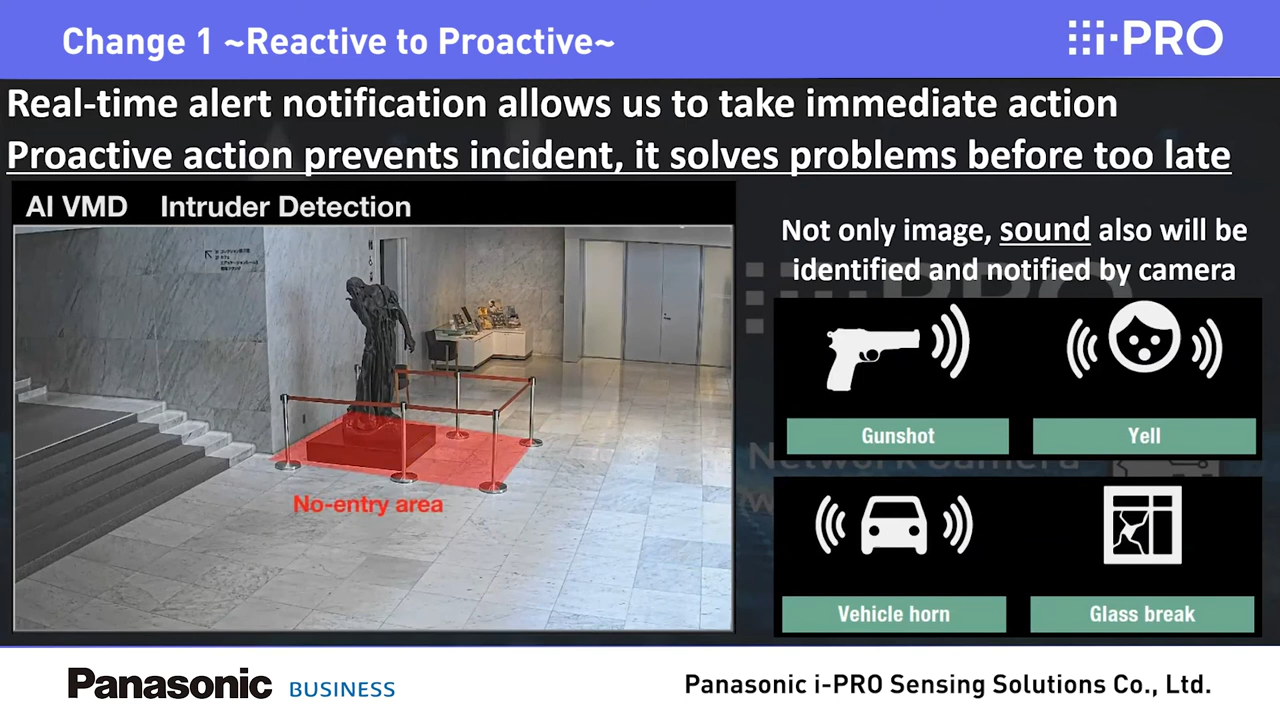 Change 1 ~Reactive to Proactive~
i-PRO
Real-time alert notification allows us to take immediate action
Proactive action prevents incident, it solves problems before too late
AI VMD Intruder Detection
No-entry area
Not only image, sound also will be
identified and notified by camera
Gunshot
Yell
Vehicle horn
Glass break
Network Camera
Panasonic BUSINESS
Panasonic i-PRO Sensing Solutions Co., Ltd.